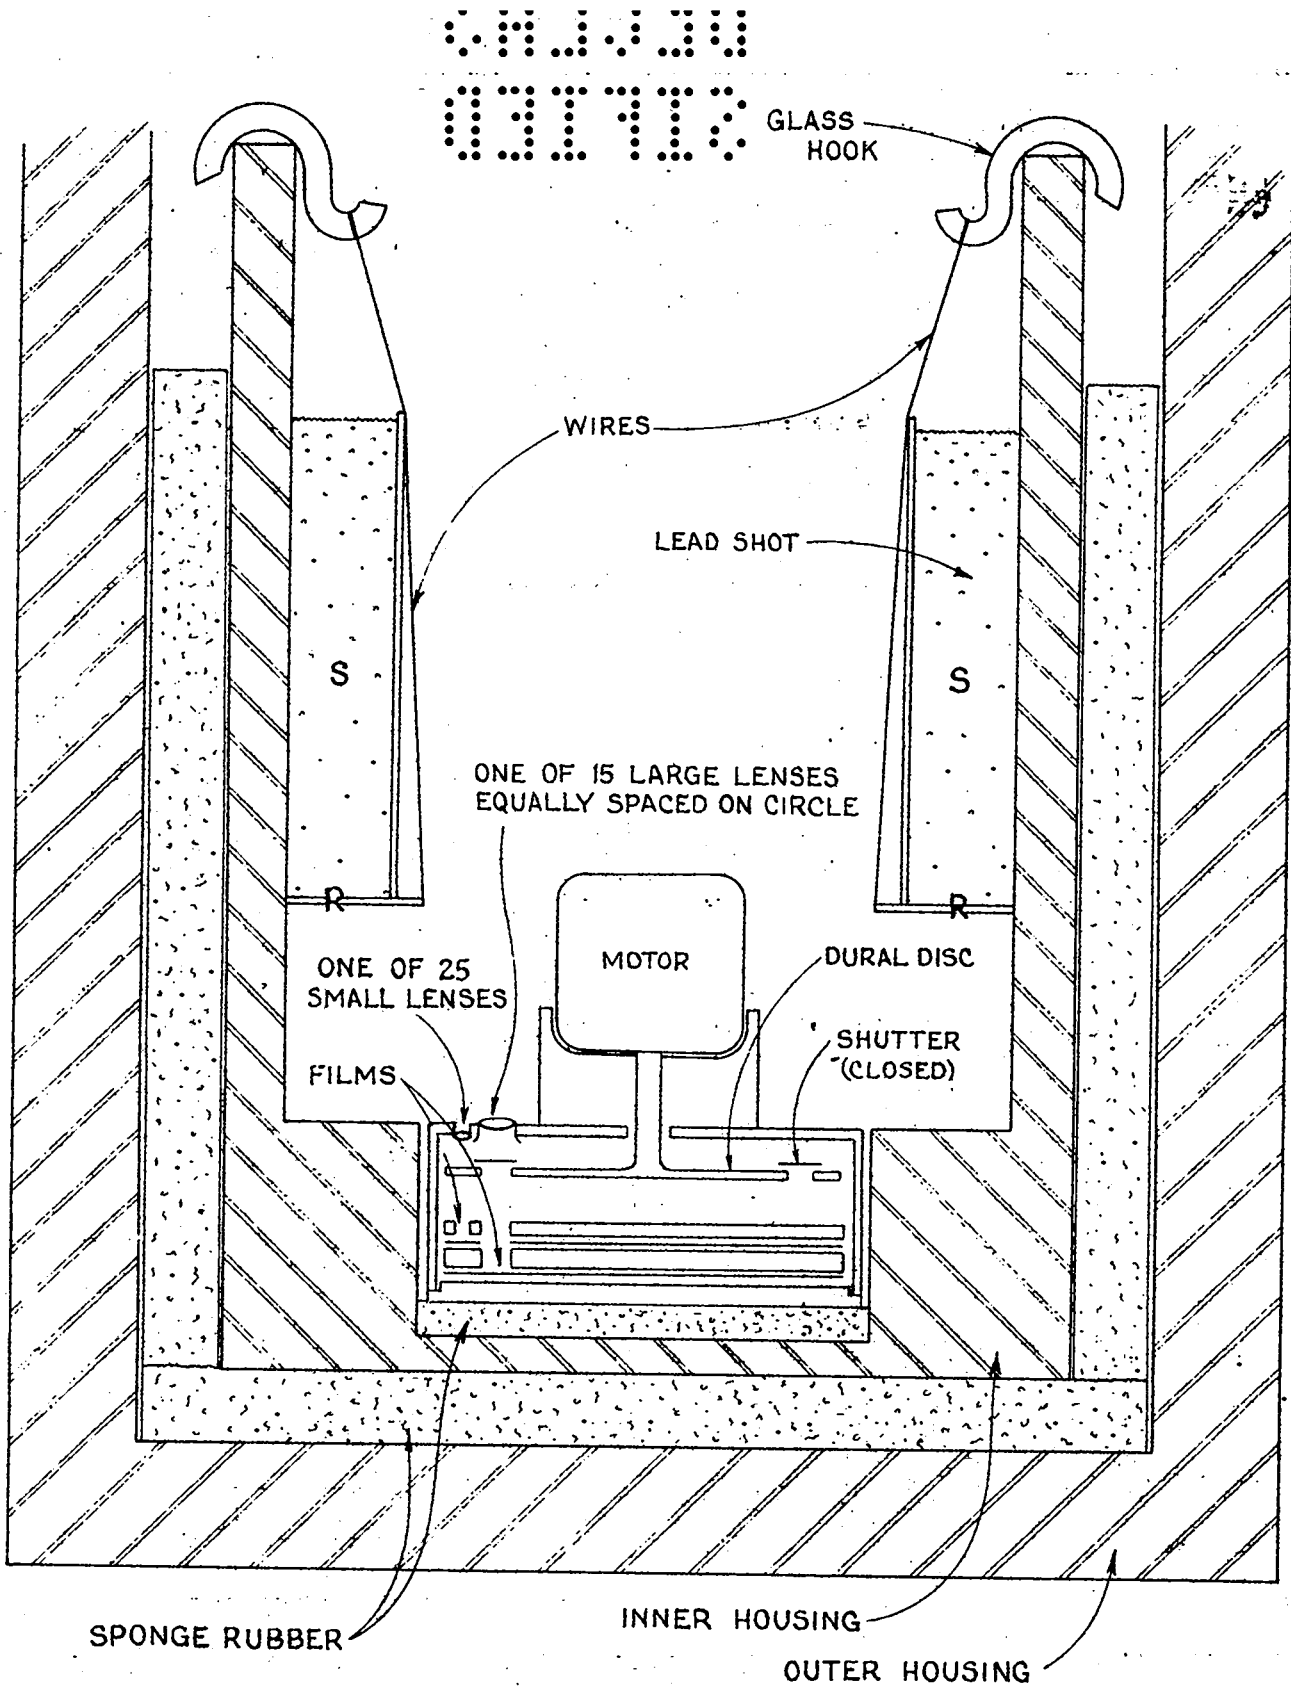 GLASS
HOOK
WIRES
LEAD SHOT
S
S
ONE OF 15 LARGE LENSES
EQUALLY SPACED ON CIRCLE
R
R
MOTOR
DURAL DISC
ONE OF 25
SMALL LENSES
SHUTTER
(CLOSED)
FILMS
SPONGE RUBBER
INNER HOUSING
OUTER HOUSING